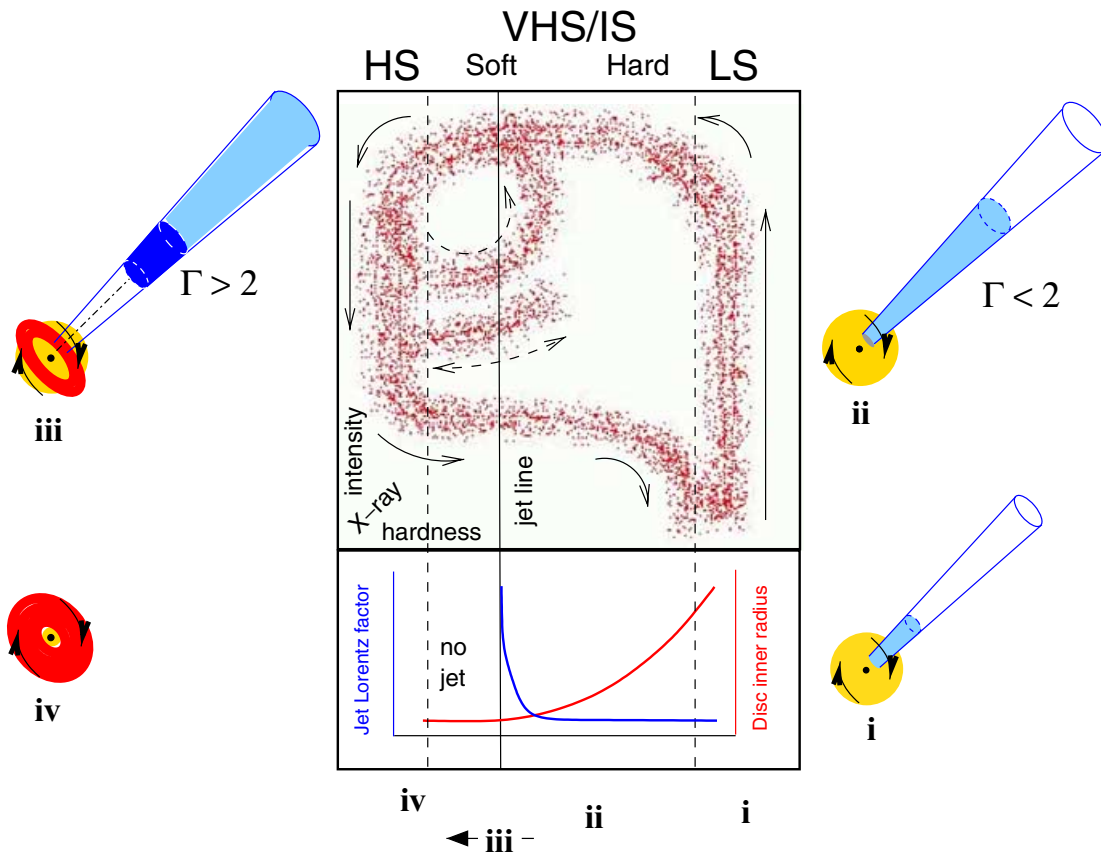 VHS/IS
HS Soft Hard LS
Γ > 2
Γ < 2
iii
ii
intensity
X-ray
hardness
jet line
Jet Lorentz factor
no
jet
Disc inner radius
iv
i
iv ii i
iii